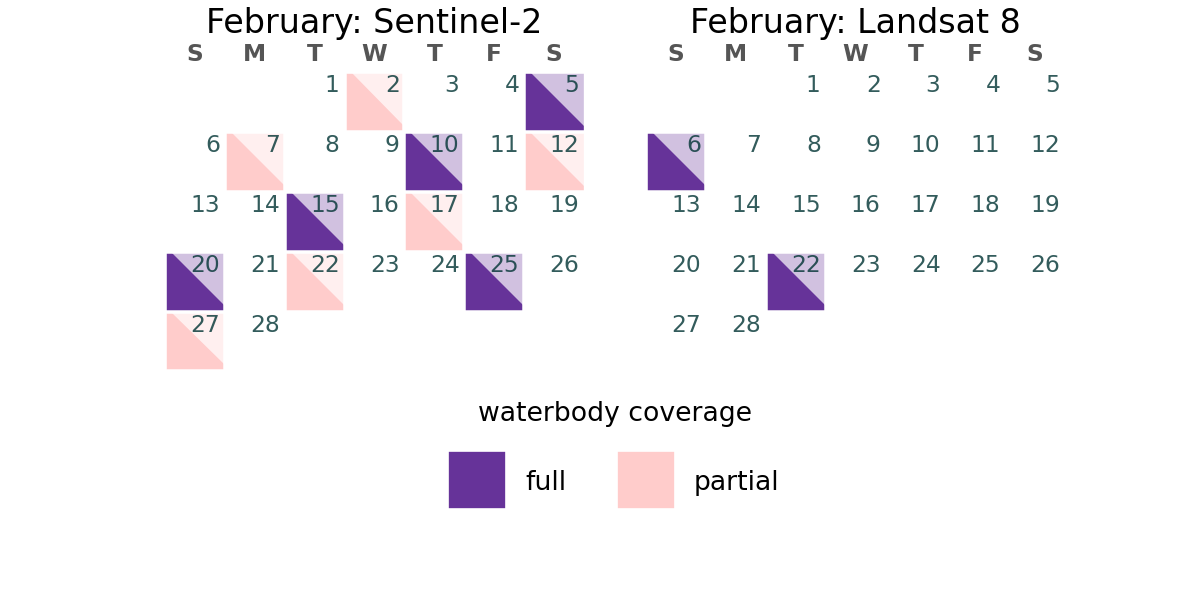 February: Sentinel-2
S M T W T F S
1 2 3 4 5
6 7 8 9 10 11 12
13 14 15 16 17 18 19
20 21 22 23 24 25 26
27 28
February: Landsat 8
S M T W T F S
1 2 3 4 5
6 7 8 9 10 11 12
13 14 15 16 17 18 19
20 21 22 23 24 25 26
27 28
waterbody coverage
full
partial